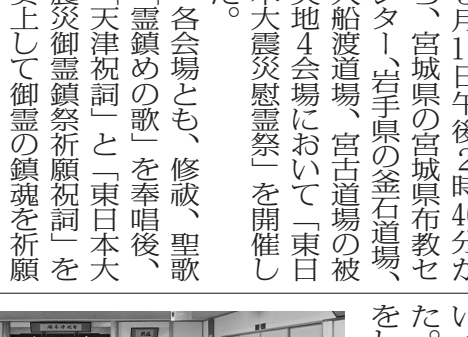 月1日午後2時4分か
ら、宮城県の宮城県布教セ
ンター、岩手県の釜石道場、
大船渡道場、宮古道場の被
災地4会場において「東日
本大震災慰霊祭」を開催し
た。
各会場とも、修祓、聖歌
「霊鎮めの歌」を奉唱後、
「天津祝詞」と「東日本大
震災御霊鎮祭祈願祝詞」を
奏上して御霊の鎮魂を祈願
い
た。
を